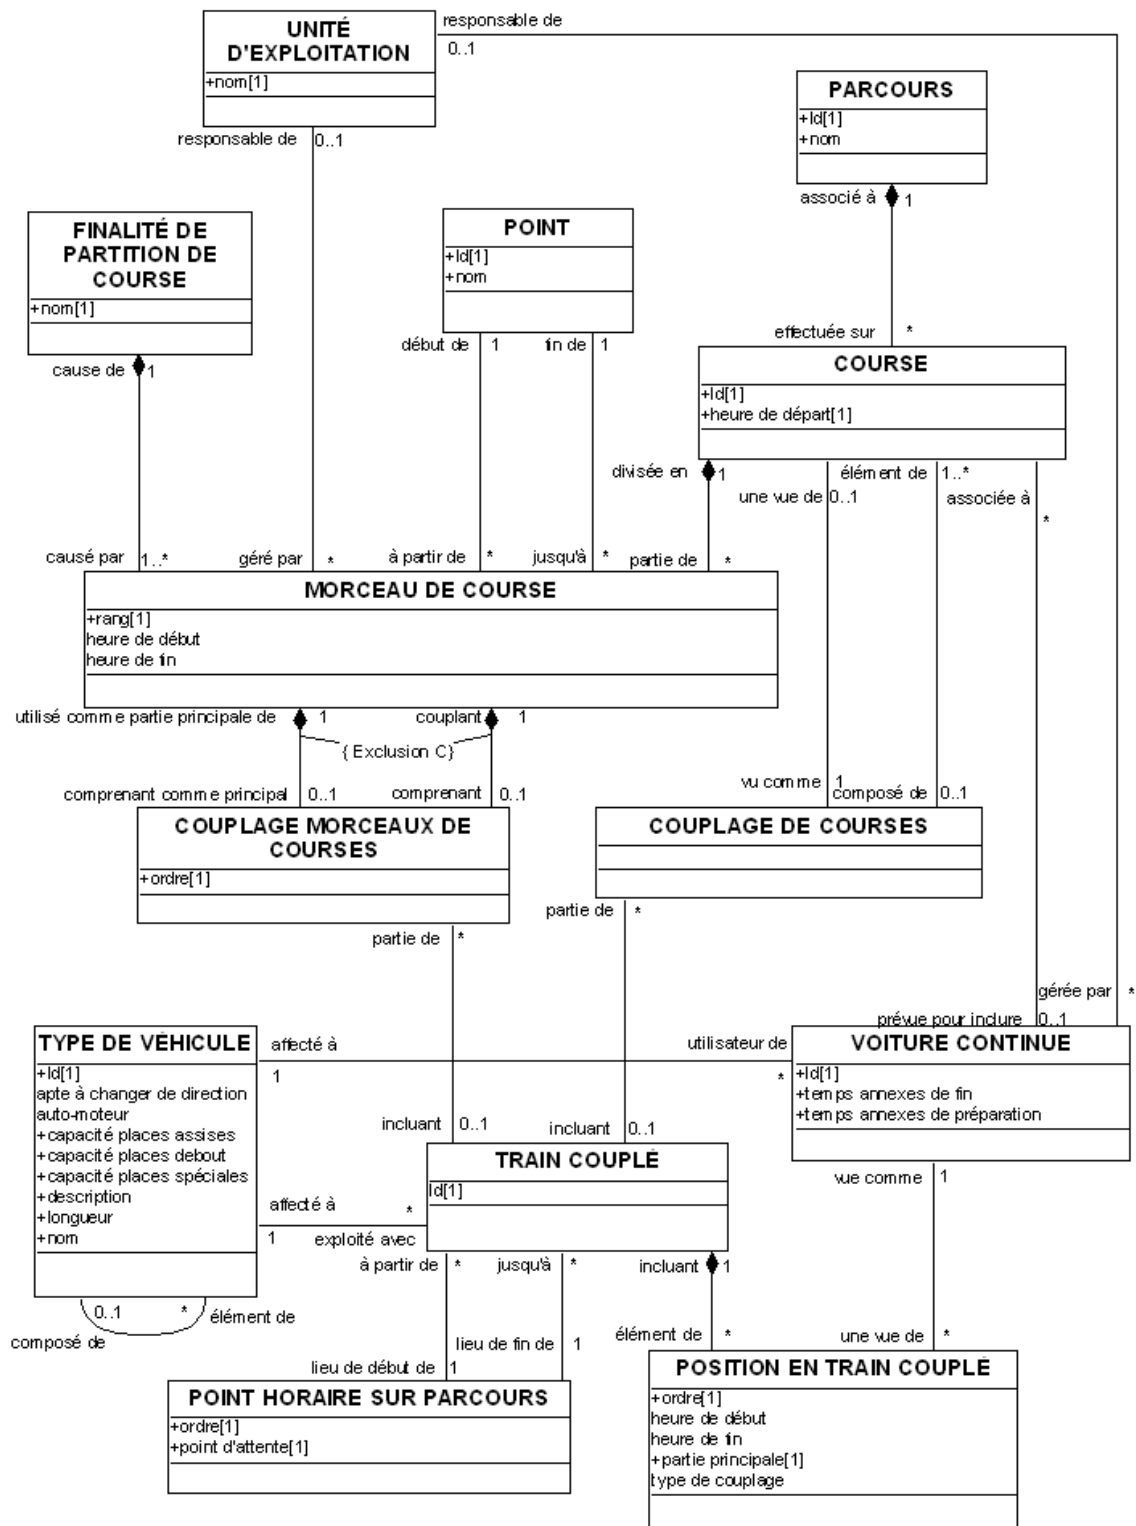 responsable de
UNITÉ
D'EXPLOITATION
0..1
+nom[1]
PARCOURS
+Id[1]
+nom
responsable de
0..1
associé à
1
FINALITÉ DE
PARTITION DE
COURSE
+nom[1]
POINT
+Id[1]
+nom
effectuée sur
*
début de
1
fin de
1
COURSE
+Id[1]
+heure de départ[1]
cause de
1
divisée en
1
une vue de
0..1
élément de
1..*
associée à
*
causé par
1..*
géré par
*
à partir de
*
jusqu'à
*
partie de
*
MORCEAU DE COURSE
+rang[1]
heure de début
heure de fin
utilisé comme partie principale de
1
couplant
1
{ Exclusion C}
vu comme
1
composé de
0..1
comprenant comme principal
0..1
comprenant
0..1
COUPLAGE MORCEAUX DE
COURSES
+ordre[1]
COUPLAGE DE COURSES
partie de
*
partie de
*
gérée par
*
prévue pour inclure
0..1
TYPE DE VÉHICULE
+Id[1]
apte à changer de direction
auto-moteur
+capacité places assises
+capacité places debout
+capacité places spéciales
+description
+longueur
+nom
affecté à
1
utilisateur de
*
VOITURE CONTINUE
+Id[1]
+temps annexes de fin
+temps annexes de préparation
incluant
0..1
incluant
0..1
TRAIN COUPLÉ
Id[1]
vue comme
1
affecté à
*
1
exploité avec
à partir de
*
jusqu'à
*
incluant
1
0..1
*
élément de
composé de
lieu de fin de
1
lieu de début de
1
élément de
*
une vue de
*
POINT HORAIRE SUR PARCOURS
+ordre[1]
+point d'attente[1]
POSITION EN TRAIN COUPLÉ
+ordre[1]
heure de début
heure de fin
+partie principale[1]
type de couplage